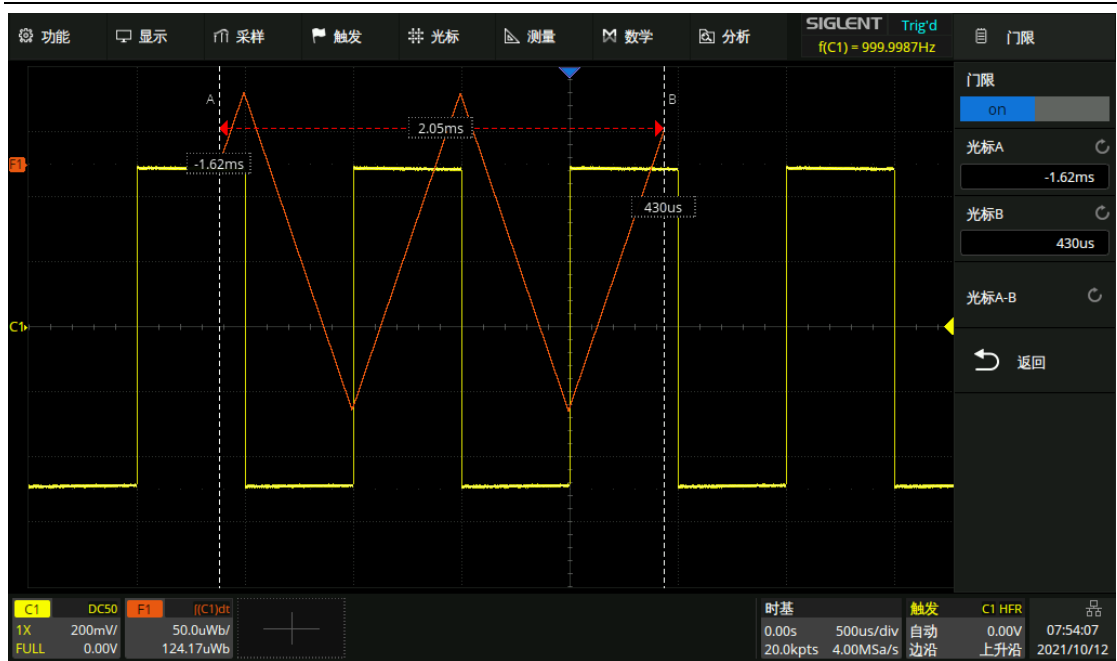 功能 显示 采样 触发 光标 测量 数学 分析 SIGLENT Trig'd
f(C1) = 999.9987Hz
门限
门限
on
光标A
-1.62ms
光标B
430us
光标A-B
返回
A B
2.05ms
F1 -1.62ms
430us
C1
C1 DC50 F1 ∫(C1)dt 时基 触发 C1 HFR
1X 200mV/ 50.0uWb/ 0.00s 500us/div 自动 0.00V 07:54:07
FULL 0.00V 124.17uWb 20.0kpts 4.00MSa/s 边沿 上升沿 2021/10/12